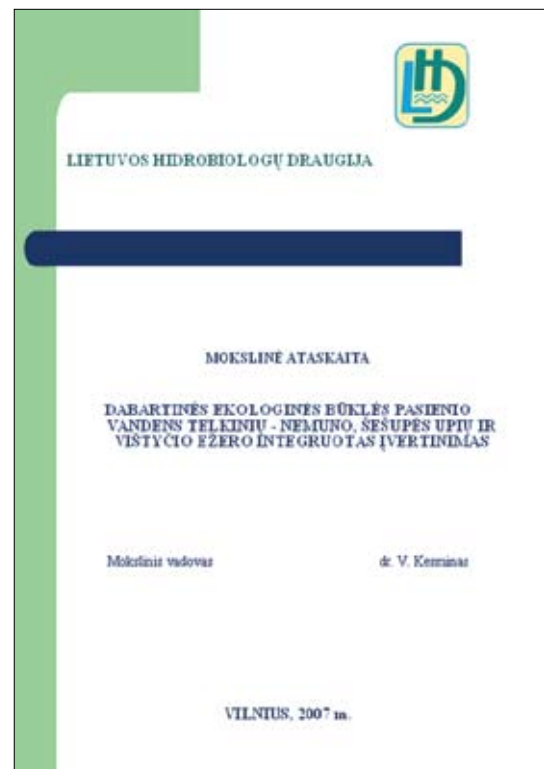 LHD
LIETUVOS HIDROBIOLOGŲ DRAUGIJA
MOKSLINĖ ATASKAITA
DABARTINĖS EKOLOGINĖS BŪKLĖS PASIENIO
VANDENS TELKINIŲ - NEMUNO, ŠEŠUPĖS UPIŲ IR
VIŠTYČIO EŽERO INTEGRUOTAS ĮVERTINIMAS
Mokslinis vadovas dr. V.
VILNIUS, 2007 m.